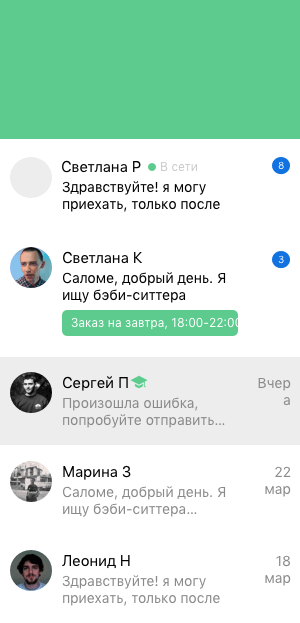 Светлана Р В сети 8
Здравствуйте! я могу
приехать, только после
Светлана К 3
Саломе, добрый день. Я
ищу бэби-ситтера
Заказ на завтра, 18:00-22:00
Сергей П Вчер
а
Произошла ошибка,
попробуйте отправить...
Марина З 22
мар
Саломе, добрый день. Я
ищу бэби-ситтера...
Леонид Н 18
мар
Здравствуйте! я могу
приехать, только после